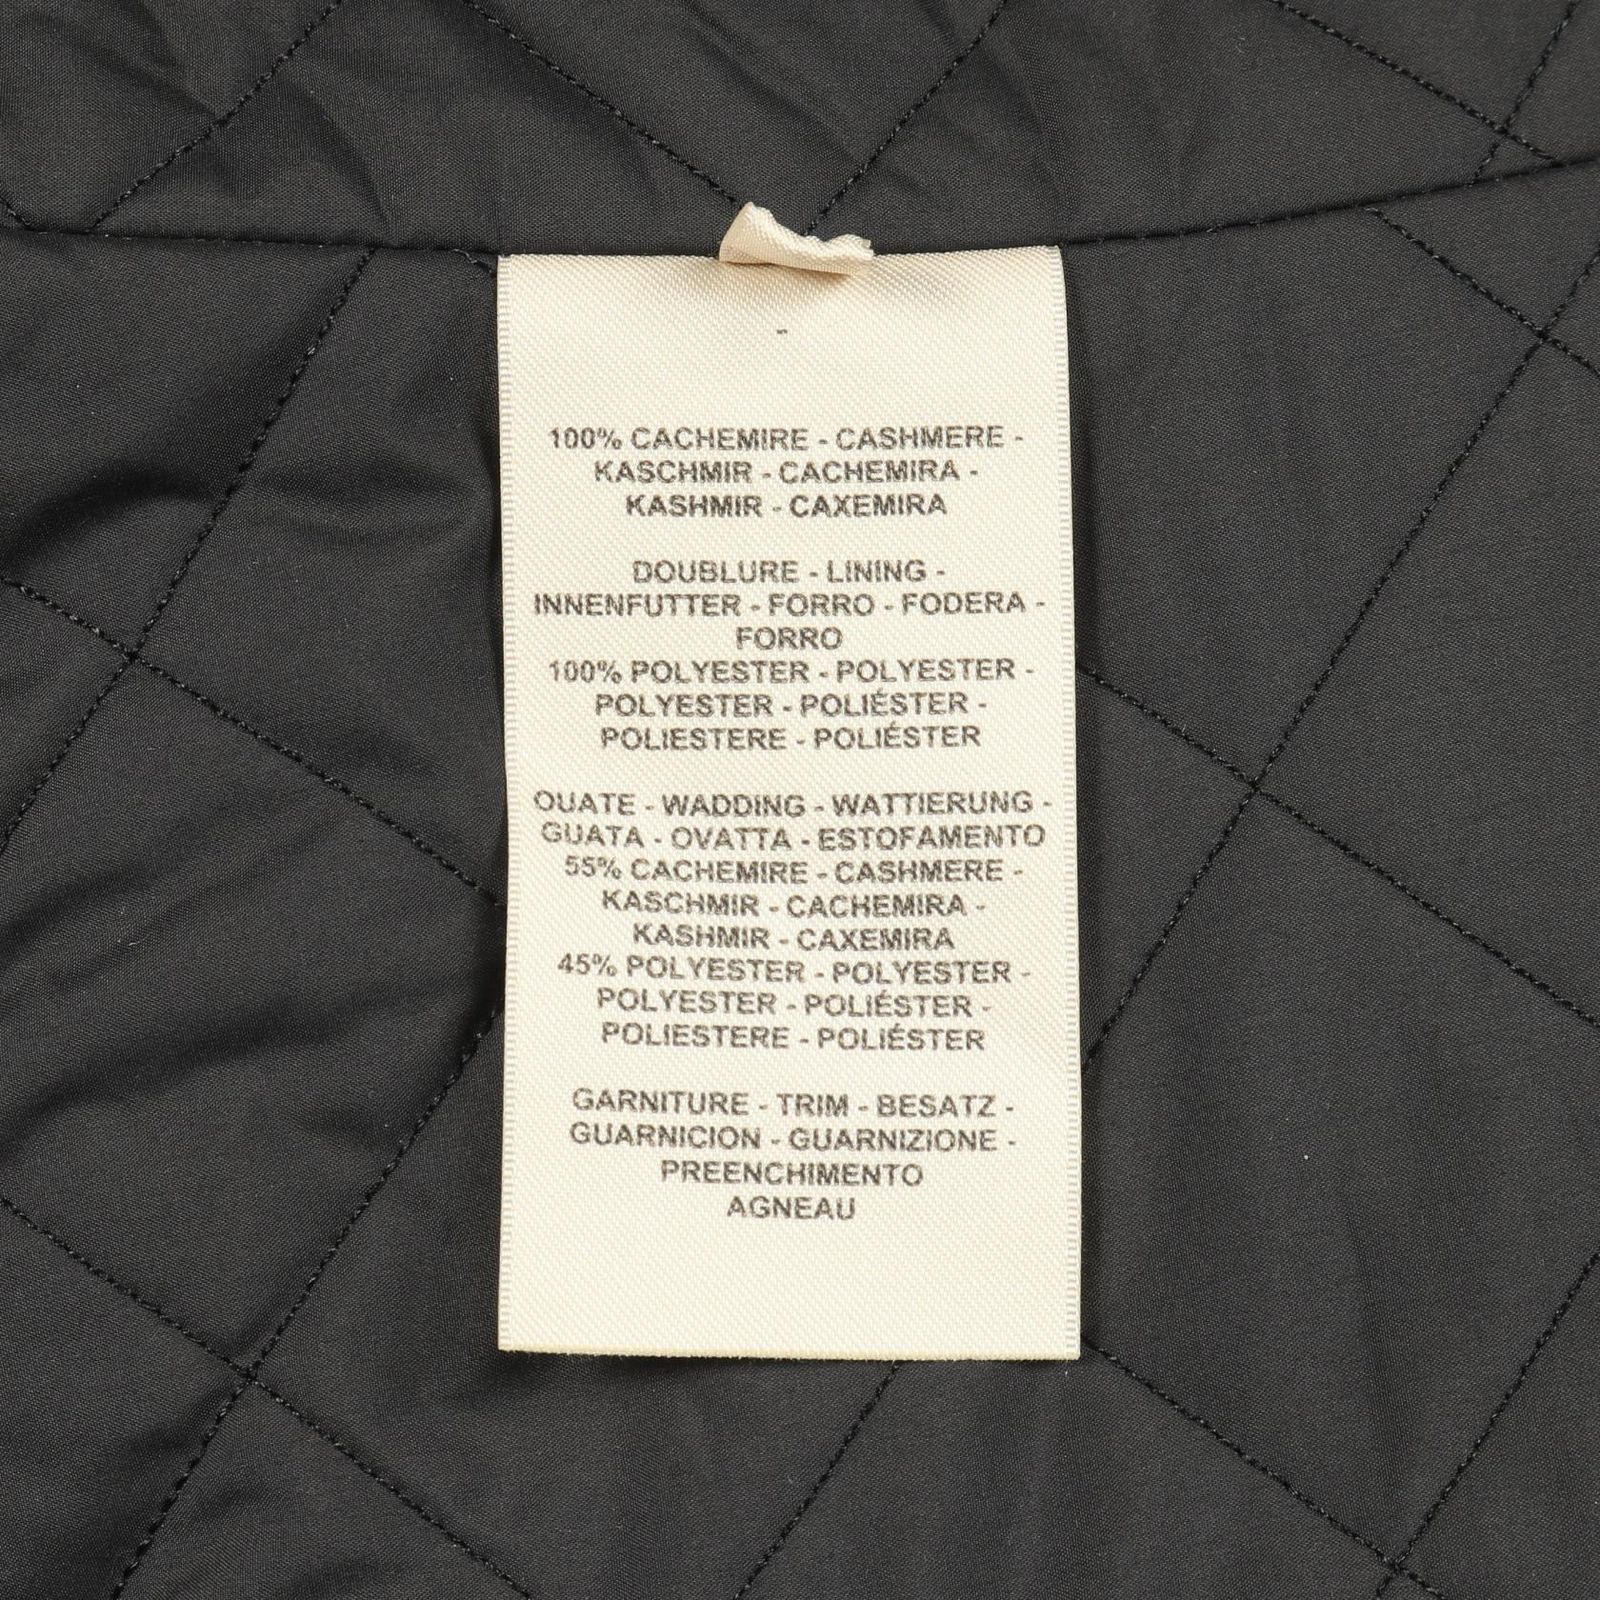 -
100% CACHEMIRE - CASHMERE -
KASCHMIR - CACHEMIRA -
KASHMIR - CAXEMIRA
DOUBLURE - LINING -
INNENFUTTER - FORRO - FODERA -
FORRO
100% POLYESTER - POLYESTER -
POLYESTER - POLIÉSTER -
POLIESTERE - POLIÉSTER
OUATE - WADDING - WATTIERUNG -
GUATA - OVATTA - ESTOFAMENTO
55% CACHEMIRE - CASHMERE -
KASCHMIR - CACHEMIRA -
KASHMIR - CAXEMIRA
45% POLYESTER - POLYESTER -
POLYESTER - POLIÉSTER -
POLIESTERE - POLIÉSTER
GARNITURE - TRIM - BESATZ -
GUARNICION - GUARNIZIONE -
PREENCHIMENTO
AGNEAU